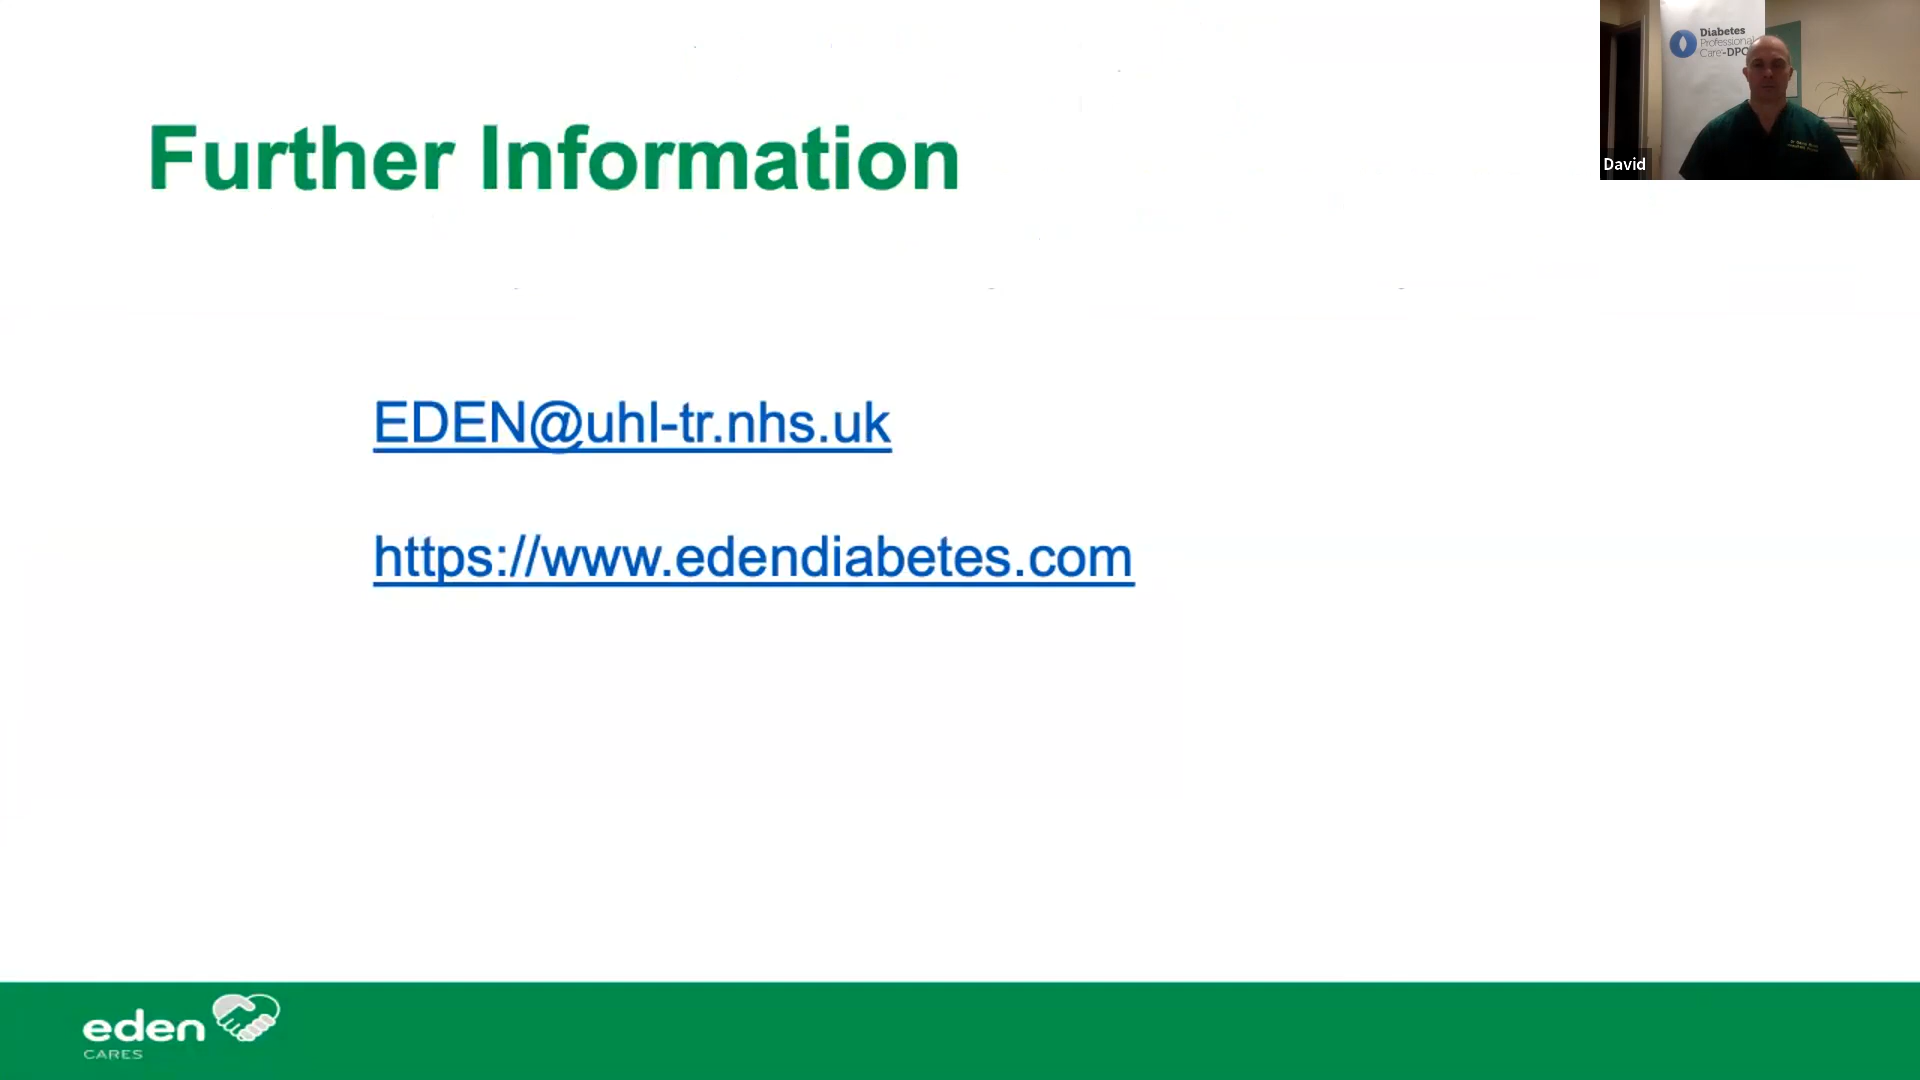 Further Information
Diabetes
Professional
Care-DPC
David
EDEN@uhl-tr.nhs.uk
https://www.edendiabetes.com
eden
CARES